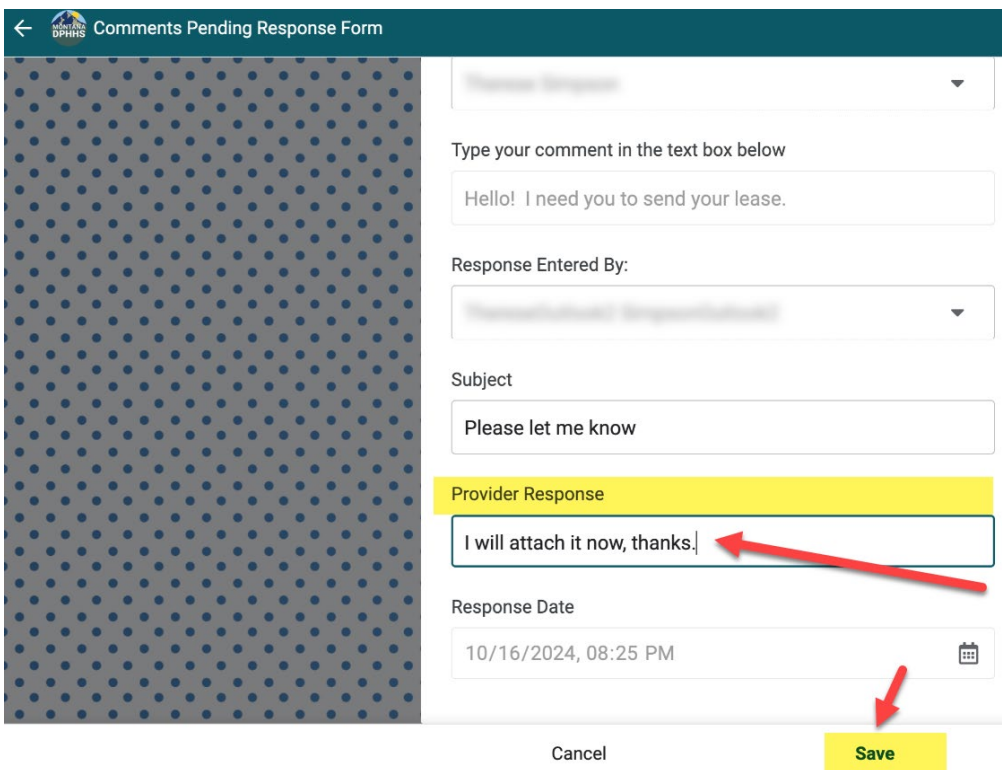 MONTANA
DPHHS
Comments Pending Response Form
Type your comment in the text box below
Hello! I need you to send your lease.
Response Entered By:
Subject
Please let me know
Provider Response
I will attach it now, thanks.
Response Date
10/16/2024, 08:25 PM
Cancel
Save